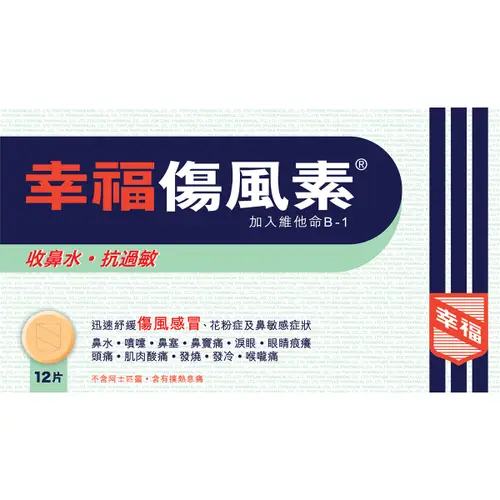 幸福傷風素®
加入維他命B-1
收鼻水•抗過敏
迅速紓緩傷風感冒、花粉症及鼻敏感症狀
鼻水•噴嚏•鼻塞•鼻竇痛•淚眼•眼睛痕癢
頭痛•肌肉酸痛•發燒•發冷•喉嚨痛
12片
不含阿士匹靈•含有撲熱息痛
幸福